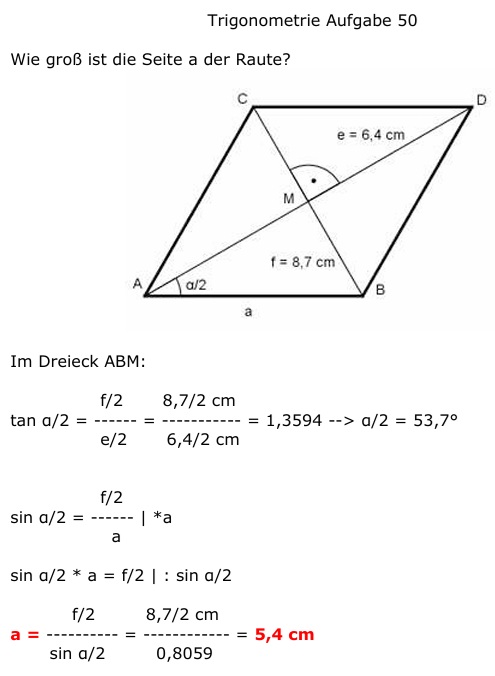 Trigonometrie Aufgabe 50
Wie groß ist die Seite a der Raute?
C
D
e = 6,4 cm
M
f = 8,7 cm
A
α/2
B
a
Im Dreieck ABM:
f/2 8,7/2 cm
tan α/2 = ------ = ----------- = 1,3594 --> α/2 = 53,7°
e/2 6,4/2 cm
f/2
sin α/2 = ------ | *a
a
sin α/2 * a = f/2 | : sin α/2
f/2 8,7/2 cm
a = ---------- = ------------ = 5,4 cm
sin α/2 0,8059